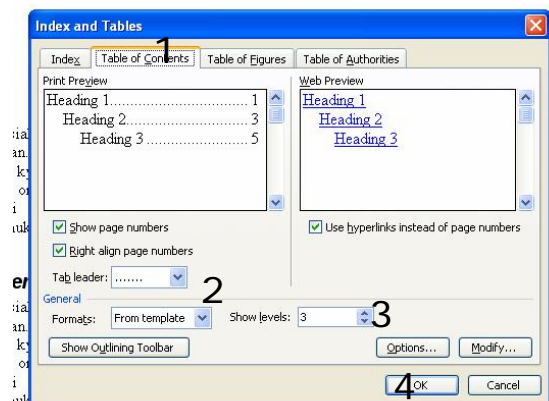 Index and Tables
1
Index Table of Contents Table of Figures Table of Authorities
Print Preview Web Preview
Heading 1 ........................ 1 Heading 1
Heading 2 ........................ 3 Heading 2
Heading 3 ........................ 5 Heading 3
Show page numbers Use hyperlinks instead of page numbers
Right align page numbers
Tab leader: .......
2
General
Formats: From template Show levels: 3 3
Show Outlining Toolbar Options... Modify...
4 OK Cancel